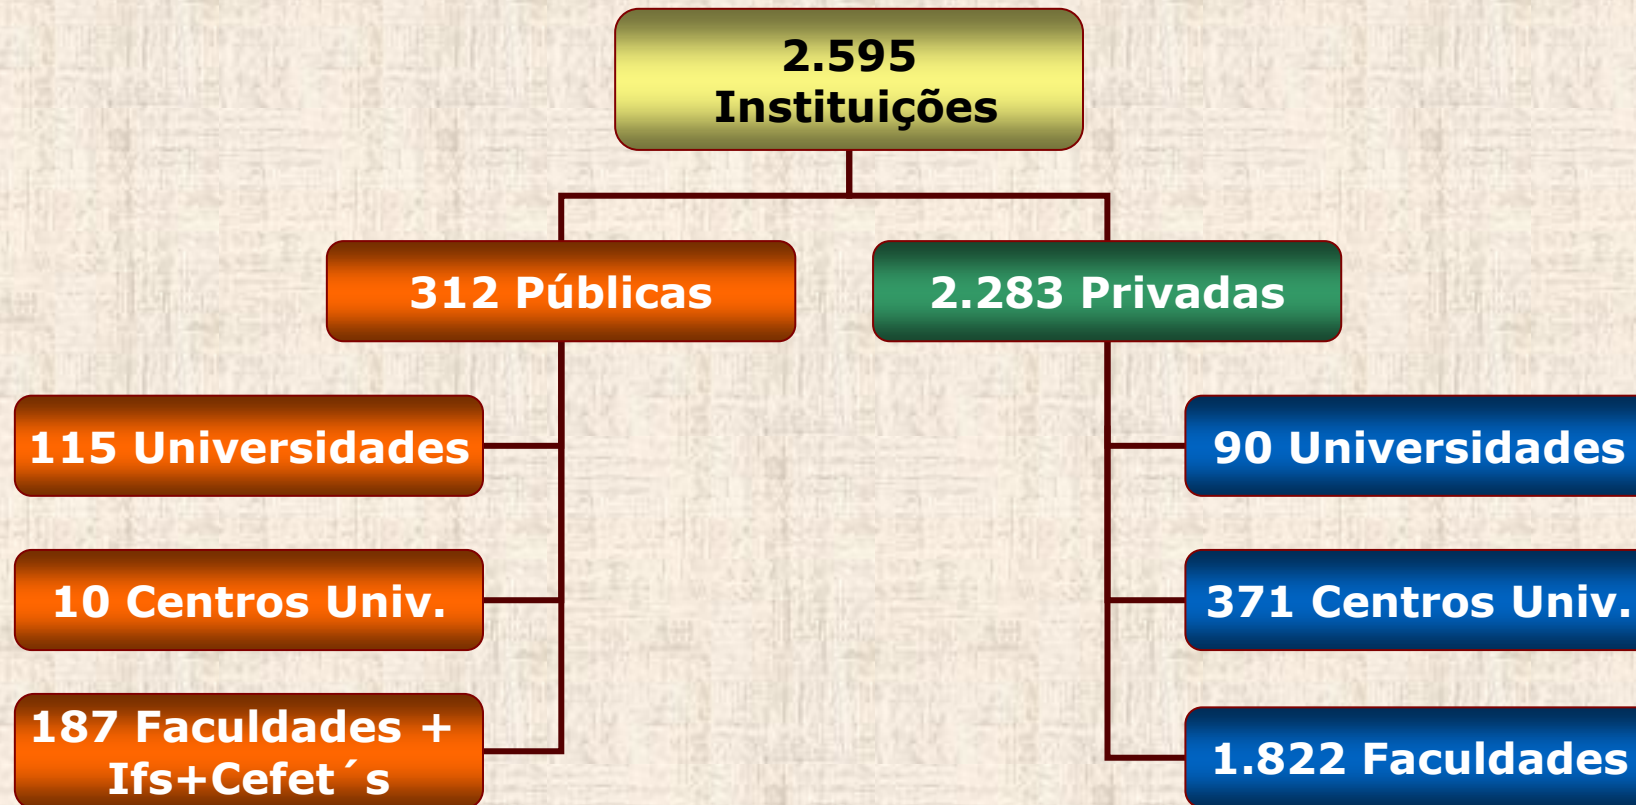 2.595
Instituições
312 Públicas
2.283 Privadas
115 Universidades
90 Universidades
10 Centros Univ.
371 Centros Univ.
187 Faculdades +
Ifs+Cefet´s
1.822 Faculdades